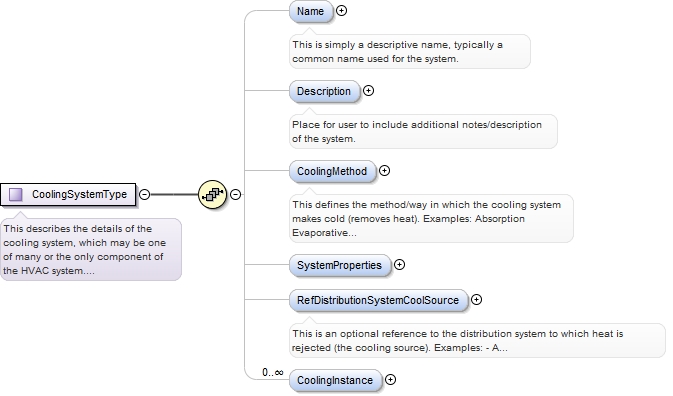 Name
This is simply a descriptive name, typically a
common name used for the system.
Description
Place for user to include additional notes/description
of the system.
CoolingMethod
This defines the method/way in which the cooling system
makes cold (removes heat). Examples: Absorption
Evaporative...
CoolingSystemType
This describes the details of the
cooling system, which may be one
of many or the only component of
the HVAC system....
SystemProperties
RefDistributionSystemCoolSource
This is an optional reference to the distribution system to which heat is
rejected (the cooling source). Examples: - A...
0..∞
CoolingInstance